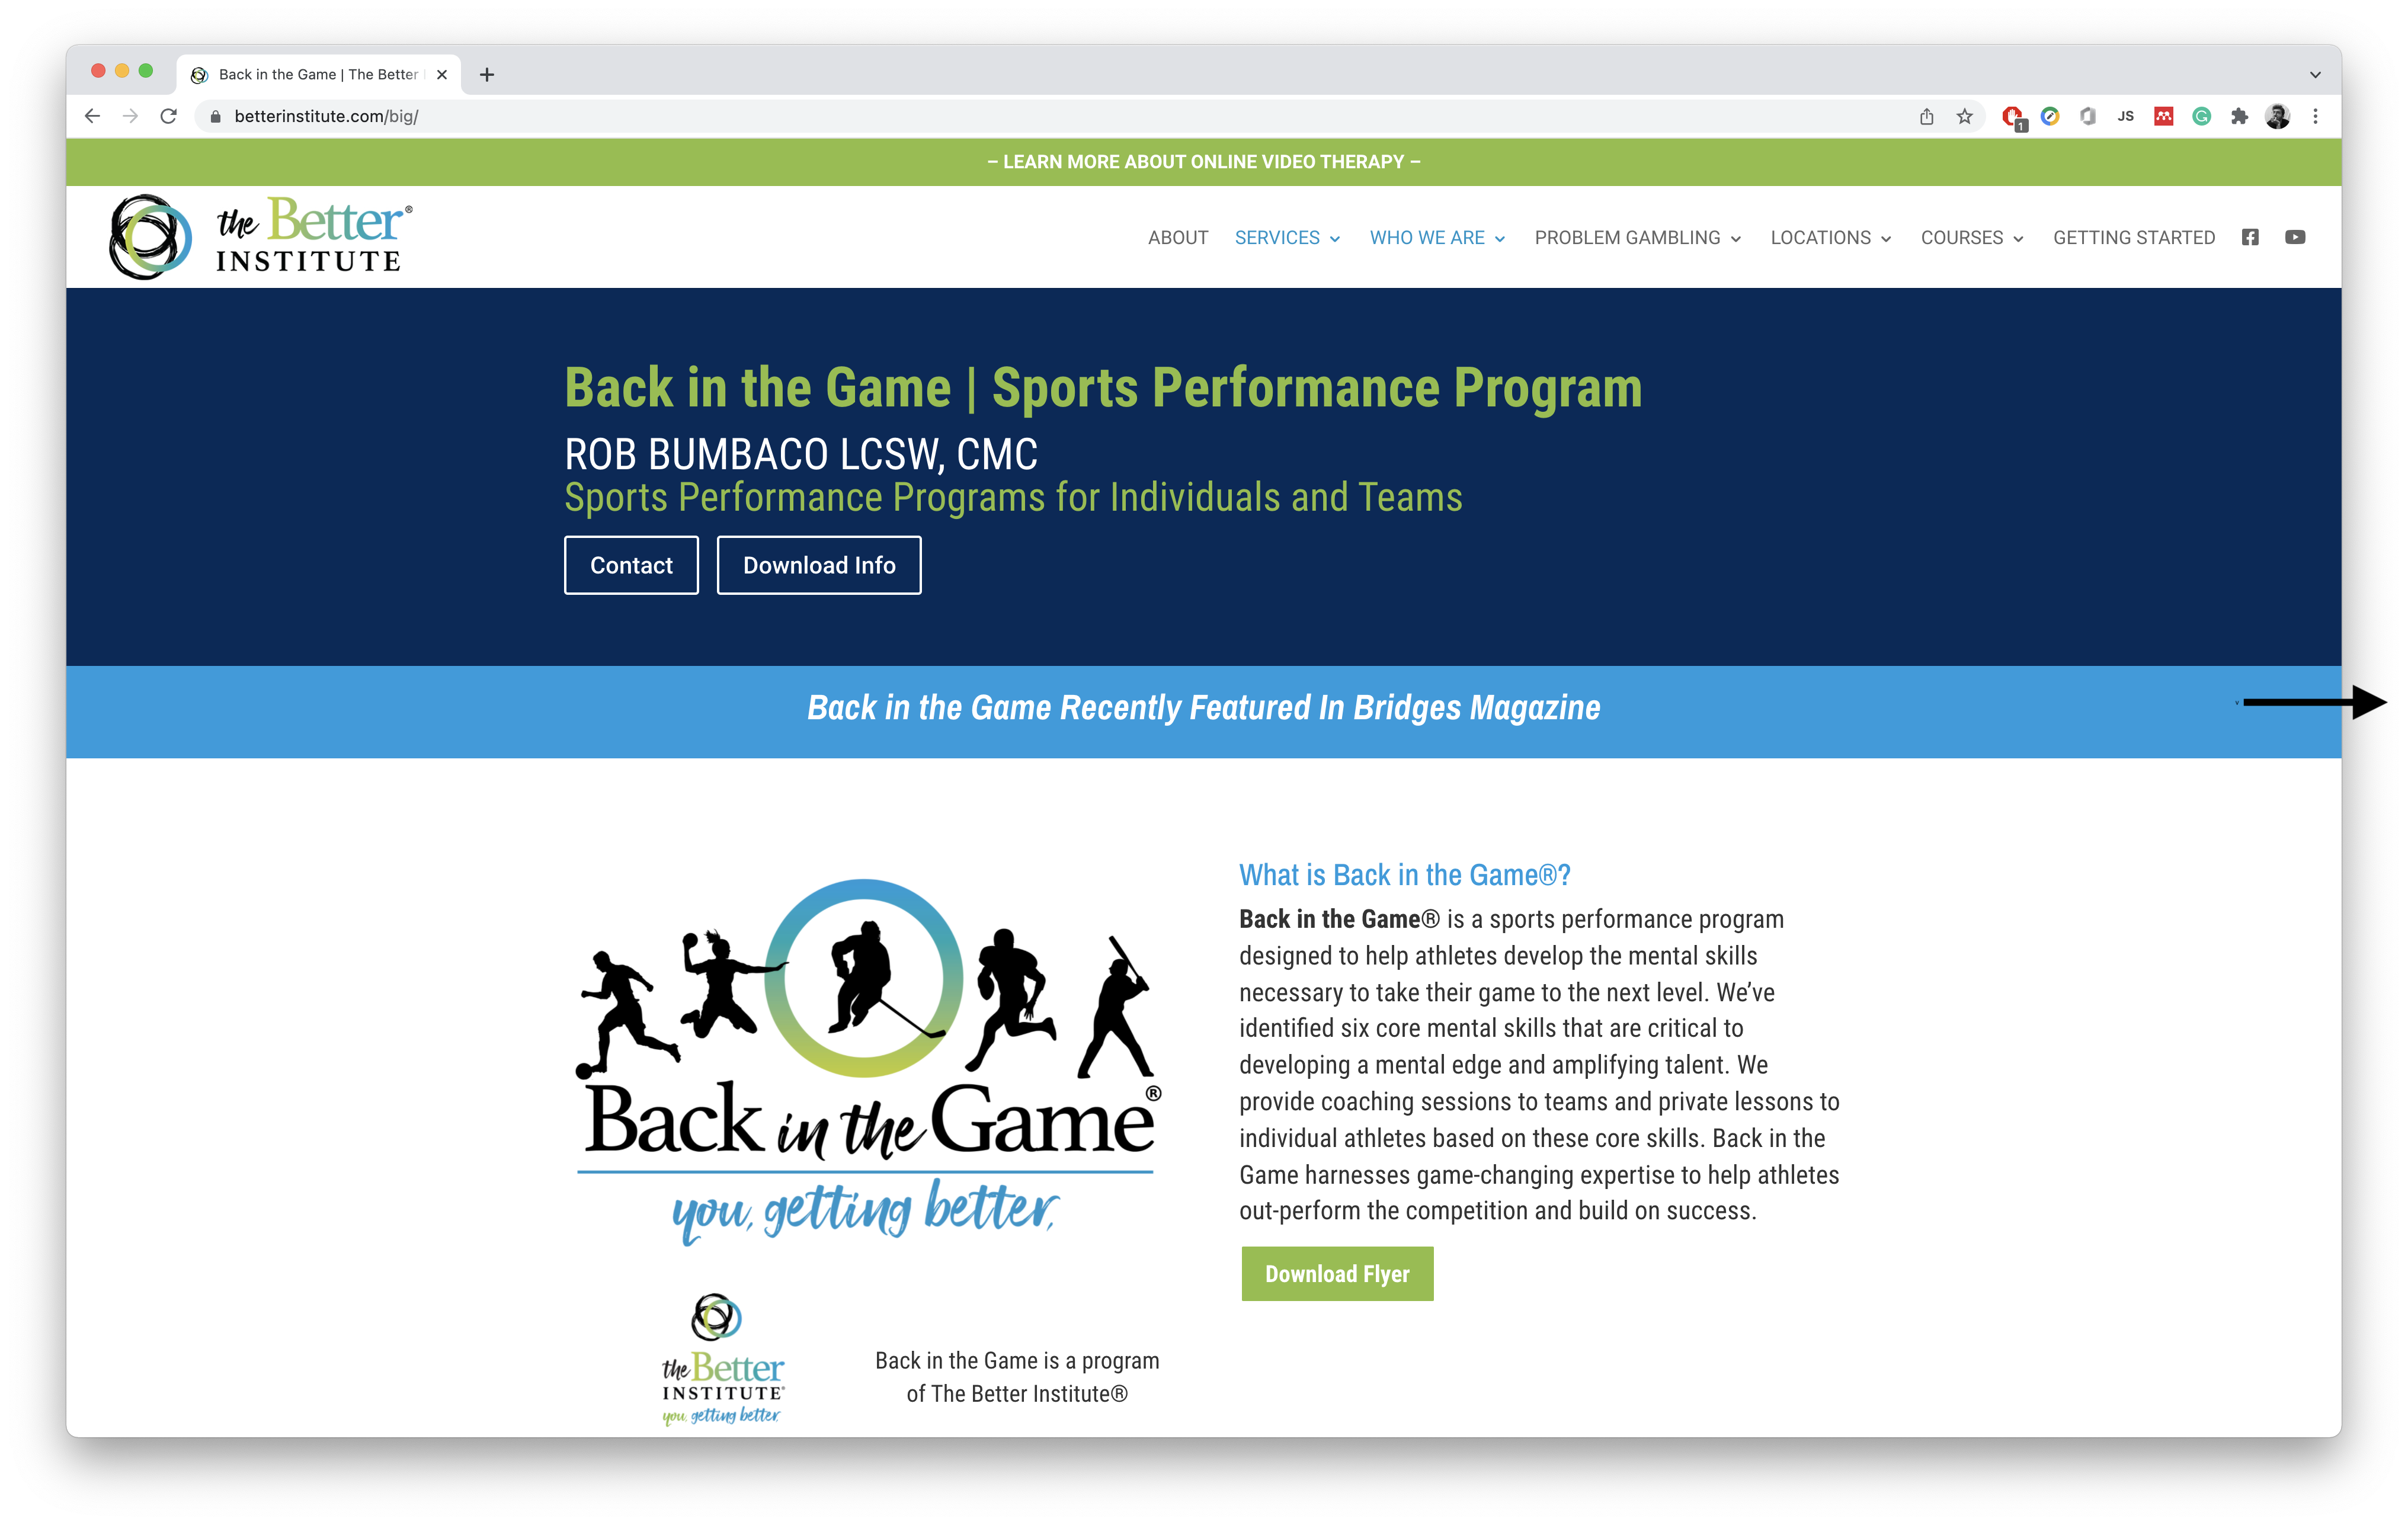 Back in the Game | The Better
betterinstitute.com/big/
1
JS
– LEARN MORE ABOUT ONLINE VIDEO THERAPY –
the Better®
INSTITUTE
ABOUT SERVICES WHO WE ARE PROBLEM GAMBLING LOCATIONS COURSES GETTING STARTED
Back in the Game | Sports Performance Program
ROB BUMBACO LCSW, CMC
Sports Performance Programs for Individuals and Teams
Contact Download Info
Back in the Game Recently Featured In Bridges Magazine
v
Back in the Game®
you, getting better,
the Better
INSTITUTE®
you, getting better,
Back in the Game is a program
of The Better Institute®
What is Back in the Game®?
Back in the Game® is a sports performance program
designed to help athletes develop the mental skills
necessary to take their game to the next level. We’ve
identified six core mental skills that are critical to
developing a mental edge and amplifying talent. We
provide coaching sessions to teams and private lessons to
individual athletes based on these core skills. Back in the
Game harnesses game-changing expertise to help athletes
out-perform the competition and build on success.
Download Flyer